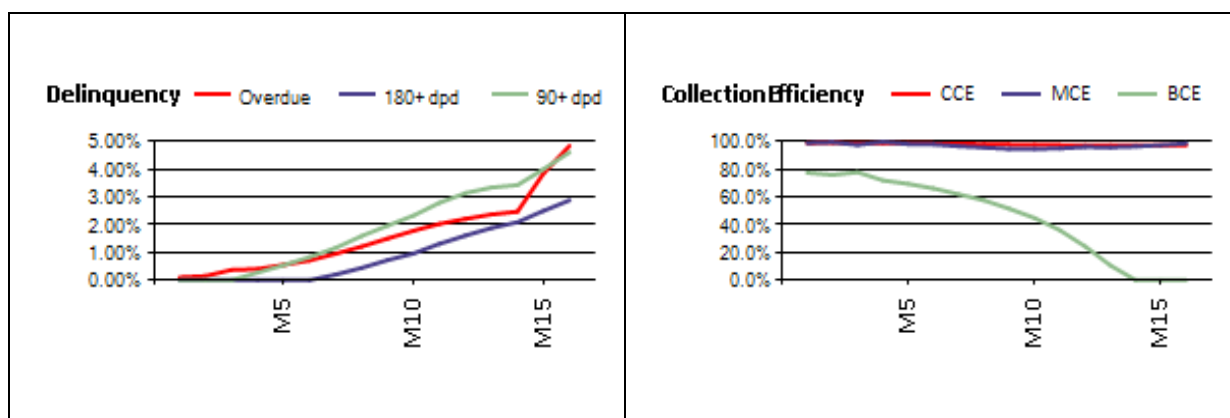 Delinquency Overdue 180+ dpd 90+ dpd
5.00%
4.00%
3.00%
2.00%
1.00%
0.00%
M5
M10
M15
Collection Efficiency CCE MCE BCE
100.0%
80.0%
60.0%
40.0%
20.0%
0.0%
M5
M10
M15